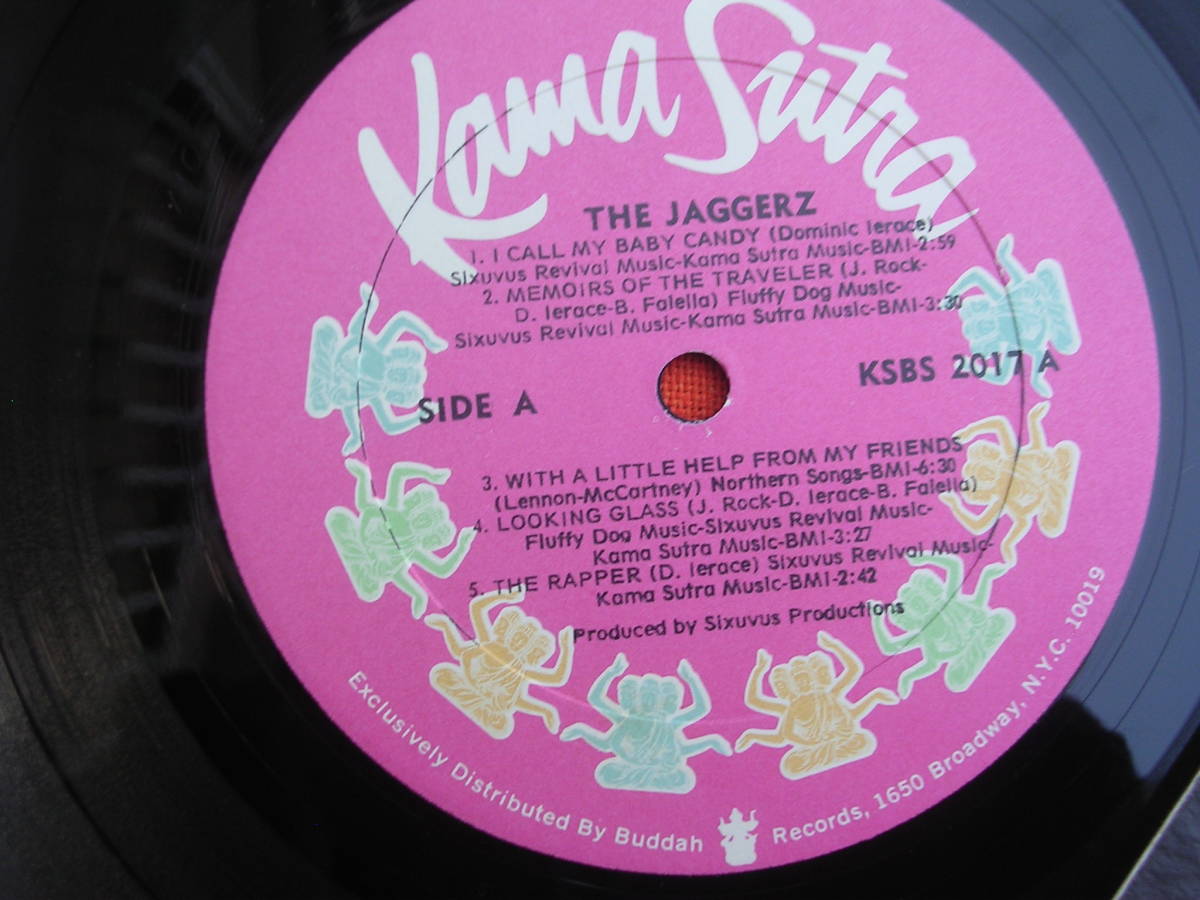 Kama Sutra
THE JAGGERZ
1. I CALL MY BABY CANDY (Dominic Ierace)
Sixuvus Revival Music-Kama Sutra Music-BMI-2:59
2. MEMOIRS OF THE TRAVELER (J. Rock-
D. Ierace-B. Falella) Fluffy Dog Music-
Sixuvus Revival Music-Kama Sutra Music-BMI-3:30
SIDE A
KSBS 2017 A
3. WITH A LITTLE HELP FROM MY FRIENDS
(Lennon-McCartney) Northern Songs-BMI-6:30
4. LOOKING GLASS (J. Rock-D. Ierace-B. Falella)
Fluffy Dog Music-Sixuvus Revival Music-
Kama Sutra Music-BMI-3:27
5. THE RAPPER (D. Ierace) Sixuvus Revival Music-
Kama Sutra Music-BMI-2:42
Produced by Sixuvus Productions
Exclusively Distributed By Buddah Records, 1650 Broadway, N.Y.C. 10019